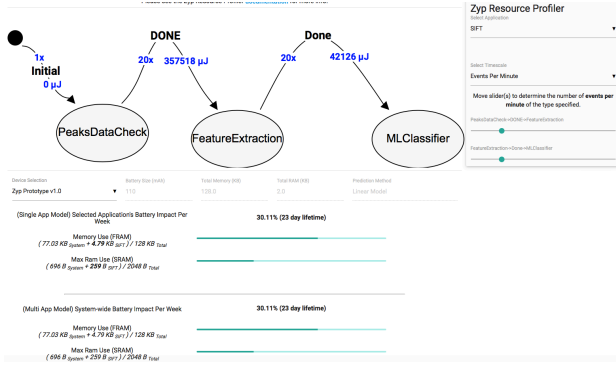 Zyp Resource Profiler
Select Application
SIFT
Select Timescale
Events Per Minute
Move slider(s) to determine the number of events per
minute of the type specified.
PeaksDataCheck->DONE->FeatureExtraction
FeatureExtraction->Done->MLClassifier
DONE
Done
1x
20x
357518 µJ
20x
42126 µJ
Initial
0 µJ
PeaksDataCheck
FeatureExtraction
MLClassifier
Device Selection
Battery Size (mAh)
Total Memory (KB)
Total RAM (KB)
Prediction Method
Zyp Prototype v1.0
110
128.0
2.0
Linear Model
(Single App Model) Selected Application's Battery Impact Per
Week
30.11% (23 day lifetime)
Memory Use (FRAM)
( 77.03 KB System + 4.79 KB SIFT ) / 128 KB Total
Max Ram Use (SRAM)
( 696 B System + 259 B SIFT ) / 2048 B Total
(Multi App Model) System-wide Battery Impact Per Week
30.11% (23 day lifetime)
Memory Use (FRAM)
( 77.03 KB System + 4.79 KB SIFT ) / 128 KB Total
Max Ram Use (SRAM)
( 696 B System + 259 B SIFT ) / 2048 B Total